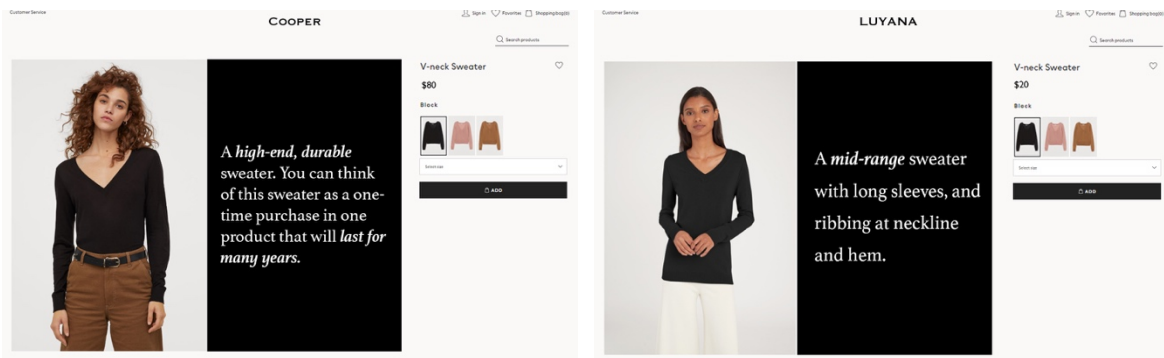 Customer Service
Sign in Favorites Shopping bag(0)
COOPER
Search products
V-neck Sweater
$80
Black
Select size
ADD
A high-end, durable
sweater. You can think
of this sweater as a one-
time purchase in one
product that will last for
many years.
Customer Service
Sign in Favorites Shopping bag(0)
LUYANA
Search products
V-neck Sweater
$20
Black
Select size
ADD
A mid-range sweater
with long sleeves, and
ribbing at neckline
and hem.